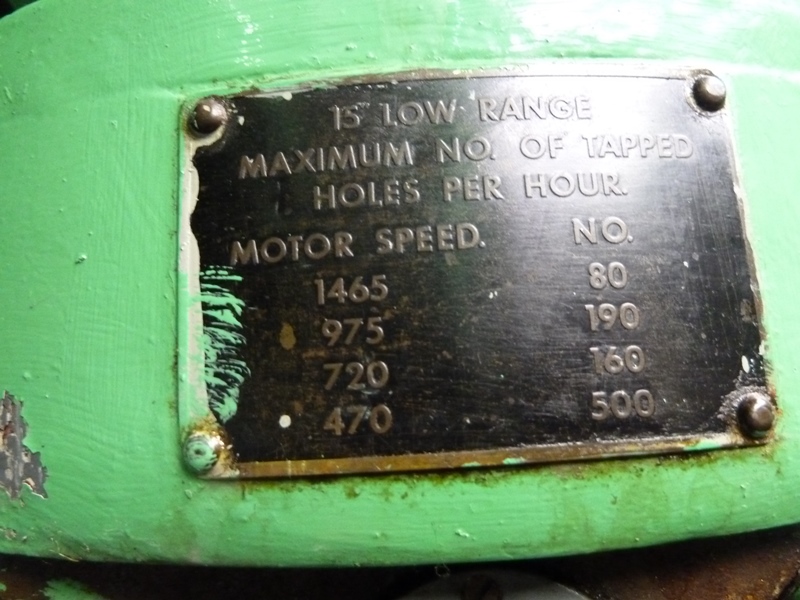 15" LOW RANGE
MAXIMUM NO. OF TAPPED
HOLES PER HOUR.
MOTOR SPEED. NO.
1465 80
975 190
720 160
470 500